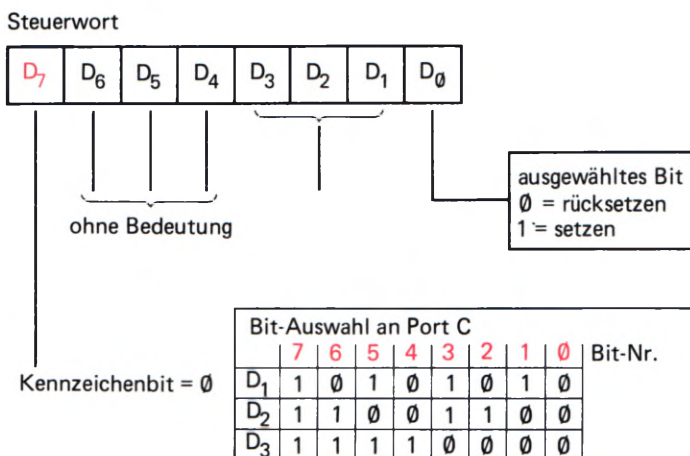 Steuerwort
D7 D6 D5 D4 D3 D2 D1 DØ
ohne Bedeutung
ausgewähltes Bit
Ø = rücksetzen
1 = setzen
Kennzeichenbit = Ø
Bit-Auswahl an Port C
7 6 5 4 3 2 1 Ø Bit-Nr.
D1 1 Ø 1 Ø 1 Ø 1 Ø
D2 1 1 Ø Ø 1 1 Ø Ø
D3 1 1 1 1 Ø Ø Ø Ø